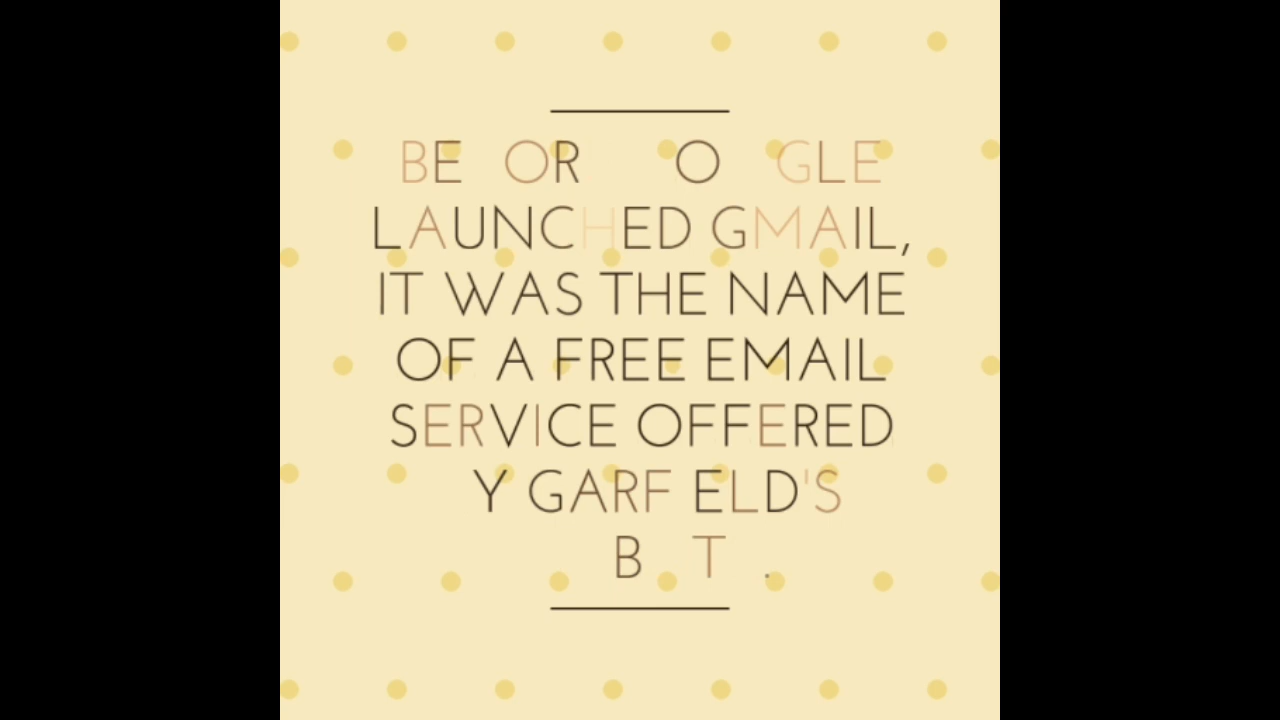 BE OR O GLE
LAUNCHED GMAIL,
IT WAS THE NAME
OF A FREE EMAIL
SERVICE OFFERED
Y GARF ELD'S
B T .